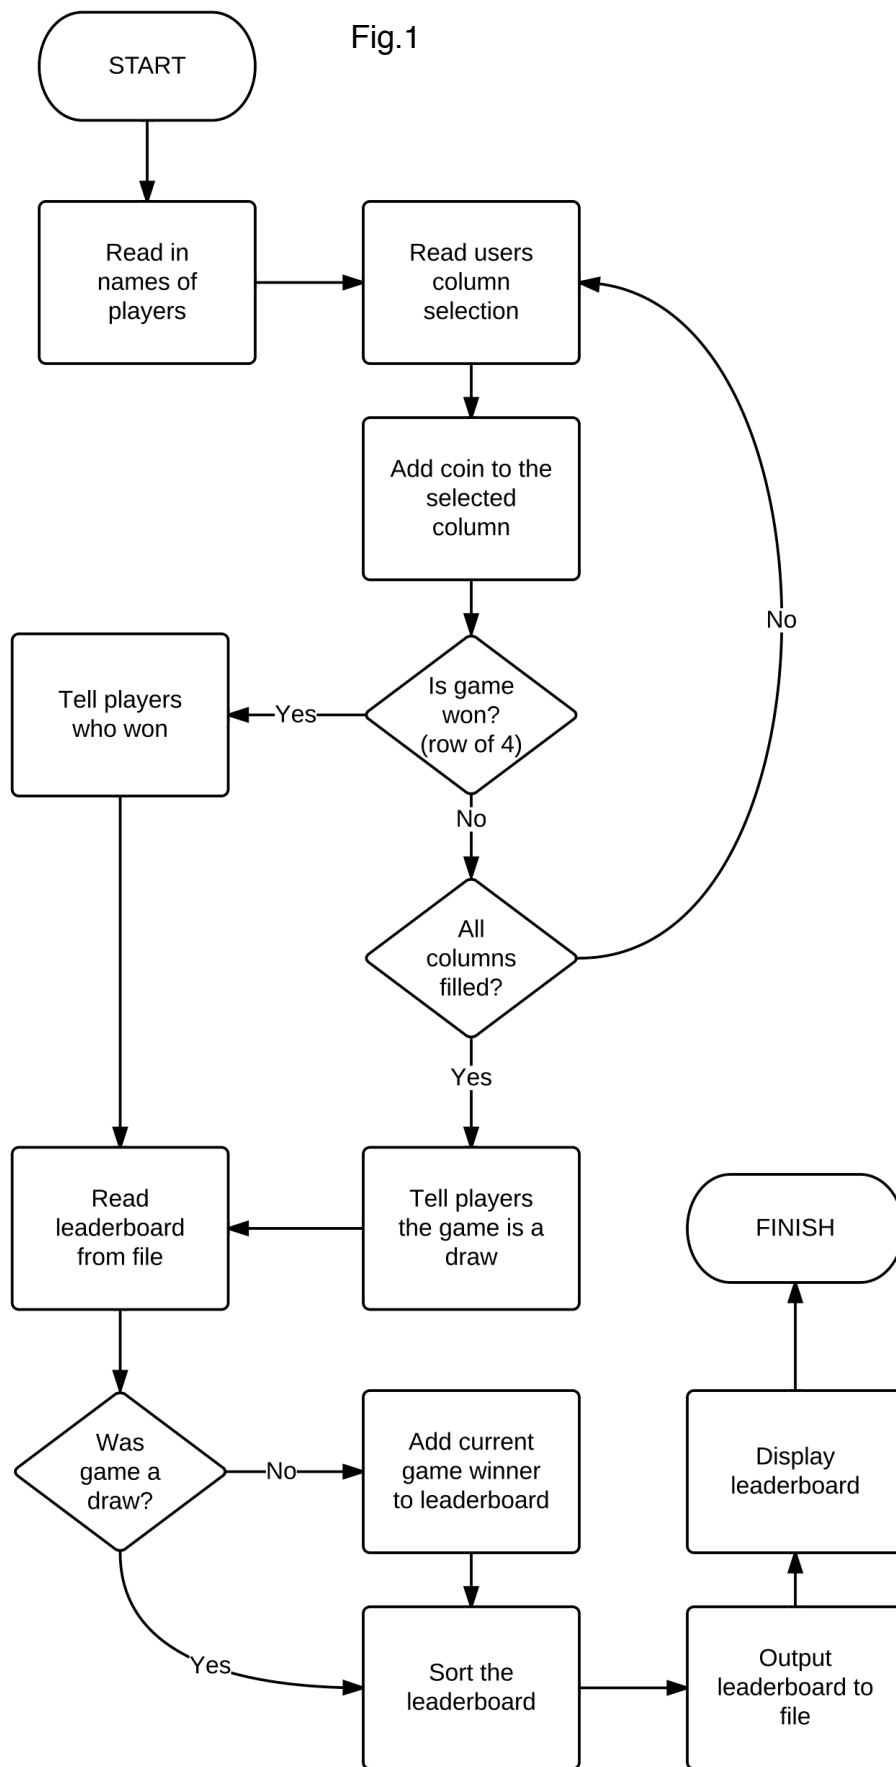 Fig.1
START
Read in
names of
players
Read users
column
selection
Add coin to the
selected
column
No
Is game
won?
(row of 4)
Yes
Tell players
who won
No
All
columns
filled?
Yes
Read
leaderboard
from file
Tell players
the game is a
draw
FINISH
Was
game a
draw?
No
Add current
game winner
to leaderboard
Display
leaderboard
Yes
Sort the
leaderboard
Output
leaderboard to
file